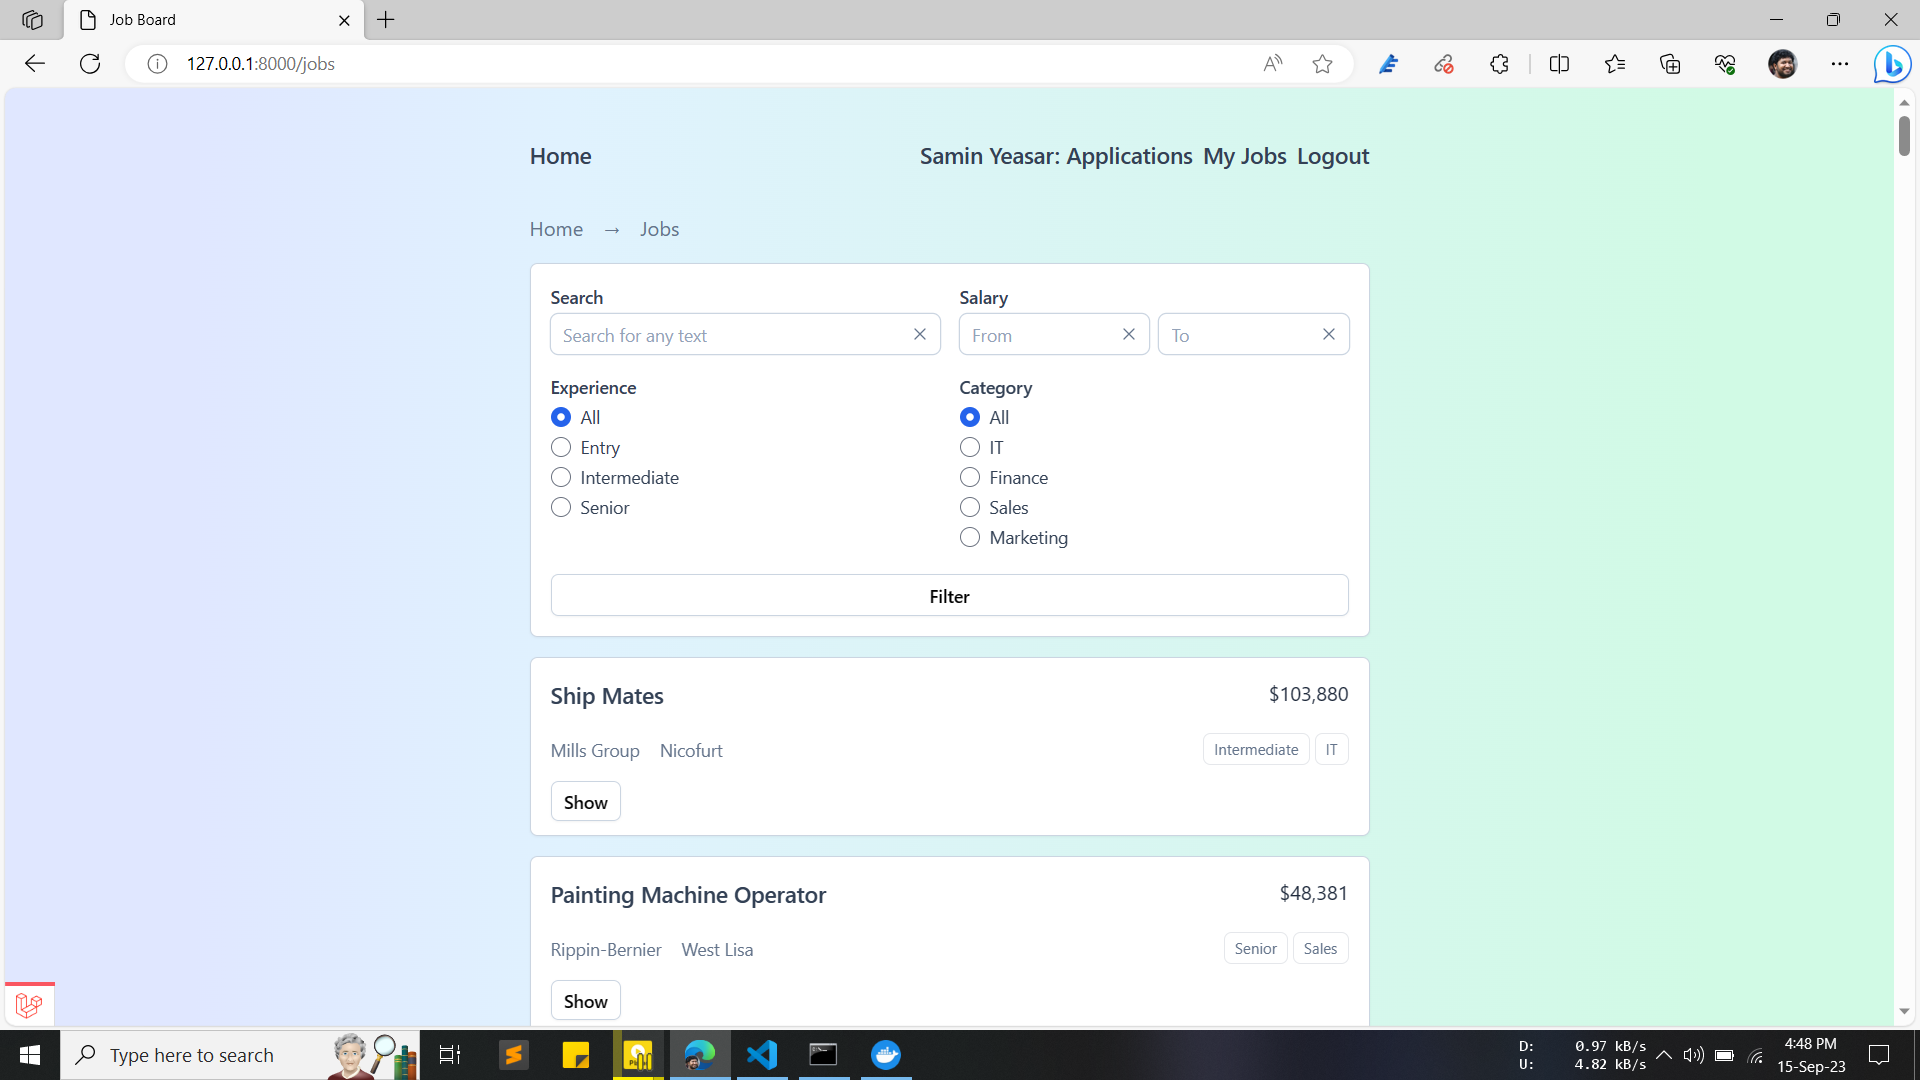 Job Board
127.0.0.1:8000/jobs
Home
Samin Yeasar: Applications My Jobs Logout
Home → Jobs
Search
Salary
Search for any text
From
To
Experience
Category
All
All
Entry
IT
Intermediate
Finance
Senior
Sales
Marketing
Filter
Ship Mates
$103,880
Mills Group Nicofurt
Intermediate IT
Show
Painting Machine Operator
$48,381
Rippin-Bernier West Lisa
Senior Sales
Show
Type here to search
D: 0.97 kB/s
U: 4.82 kB/s
4:48 PM
15-Sep-23